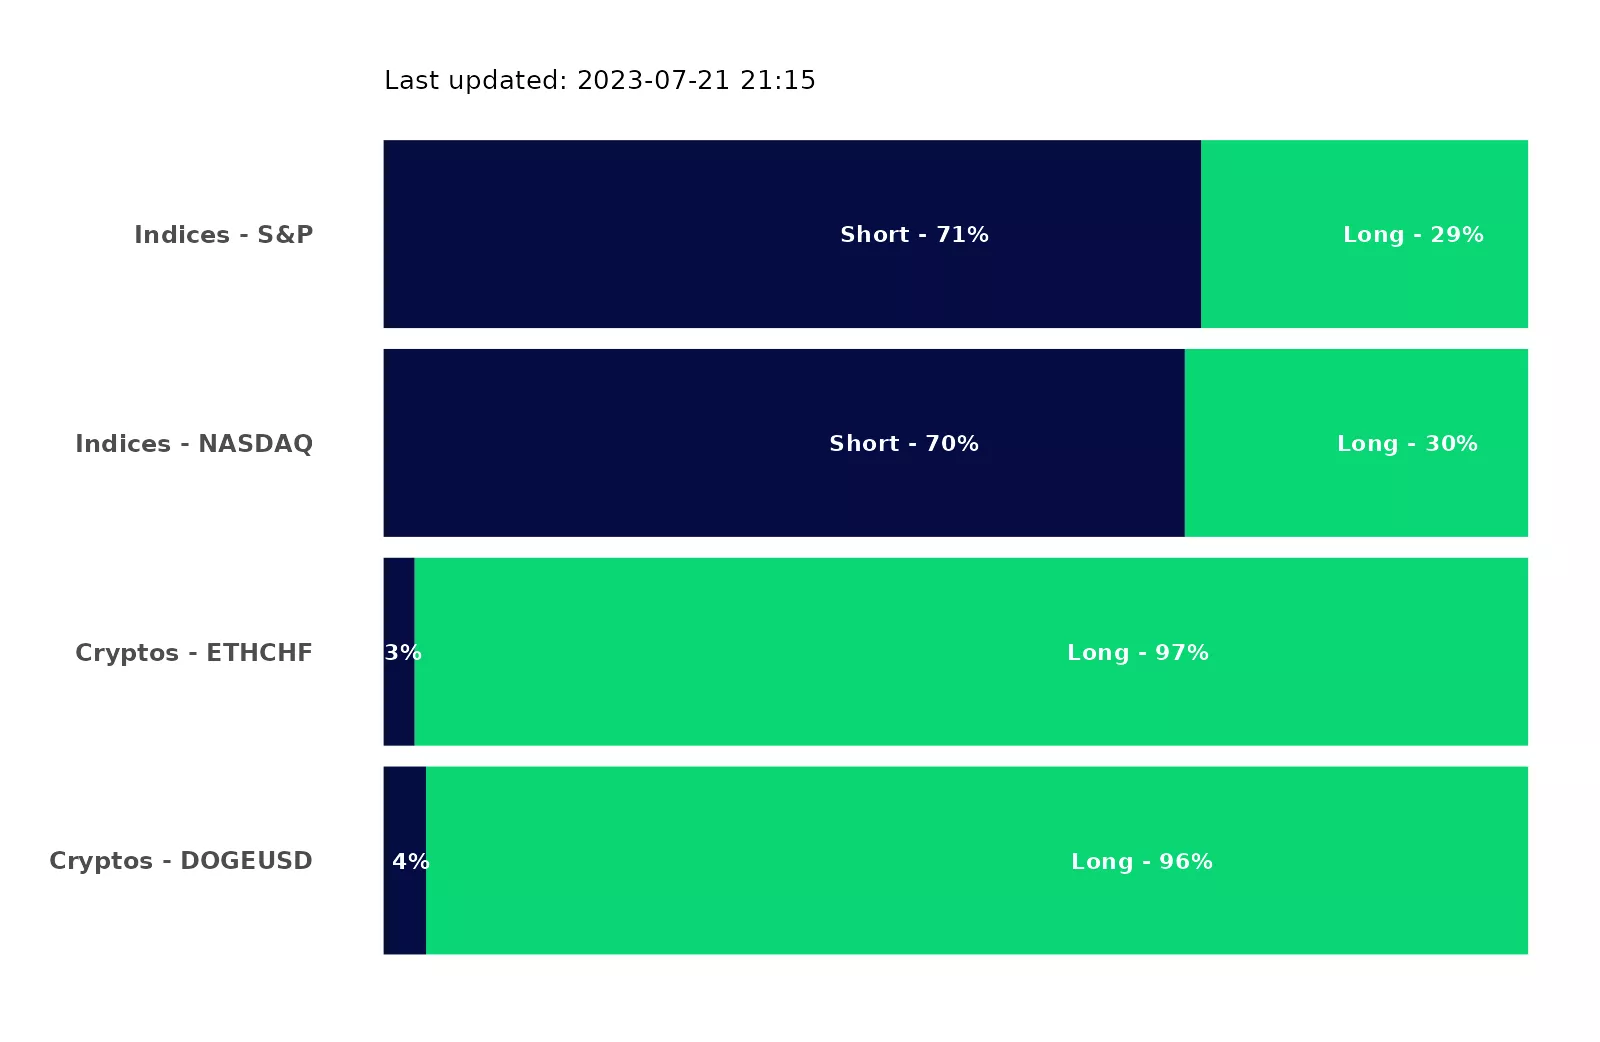 Last updated: 2023-07-21 21:15
Indices - S&P
Short - 71%
Long - 29%
Indices - NASDAQ
Short - 70%
Long - 30%
Cryptos - ETHCHF
3%
Long - 97%
Cryptos - DOGEUSD
4%
Long - 96%